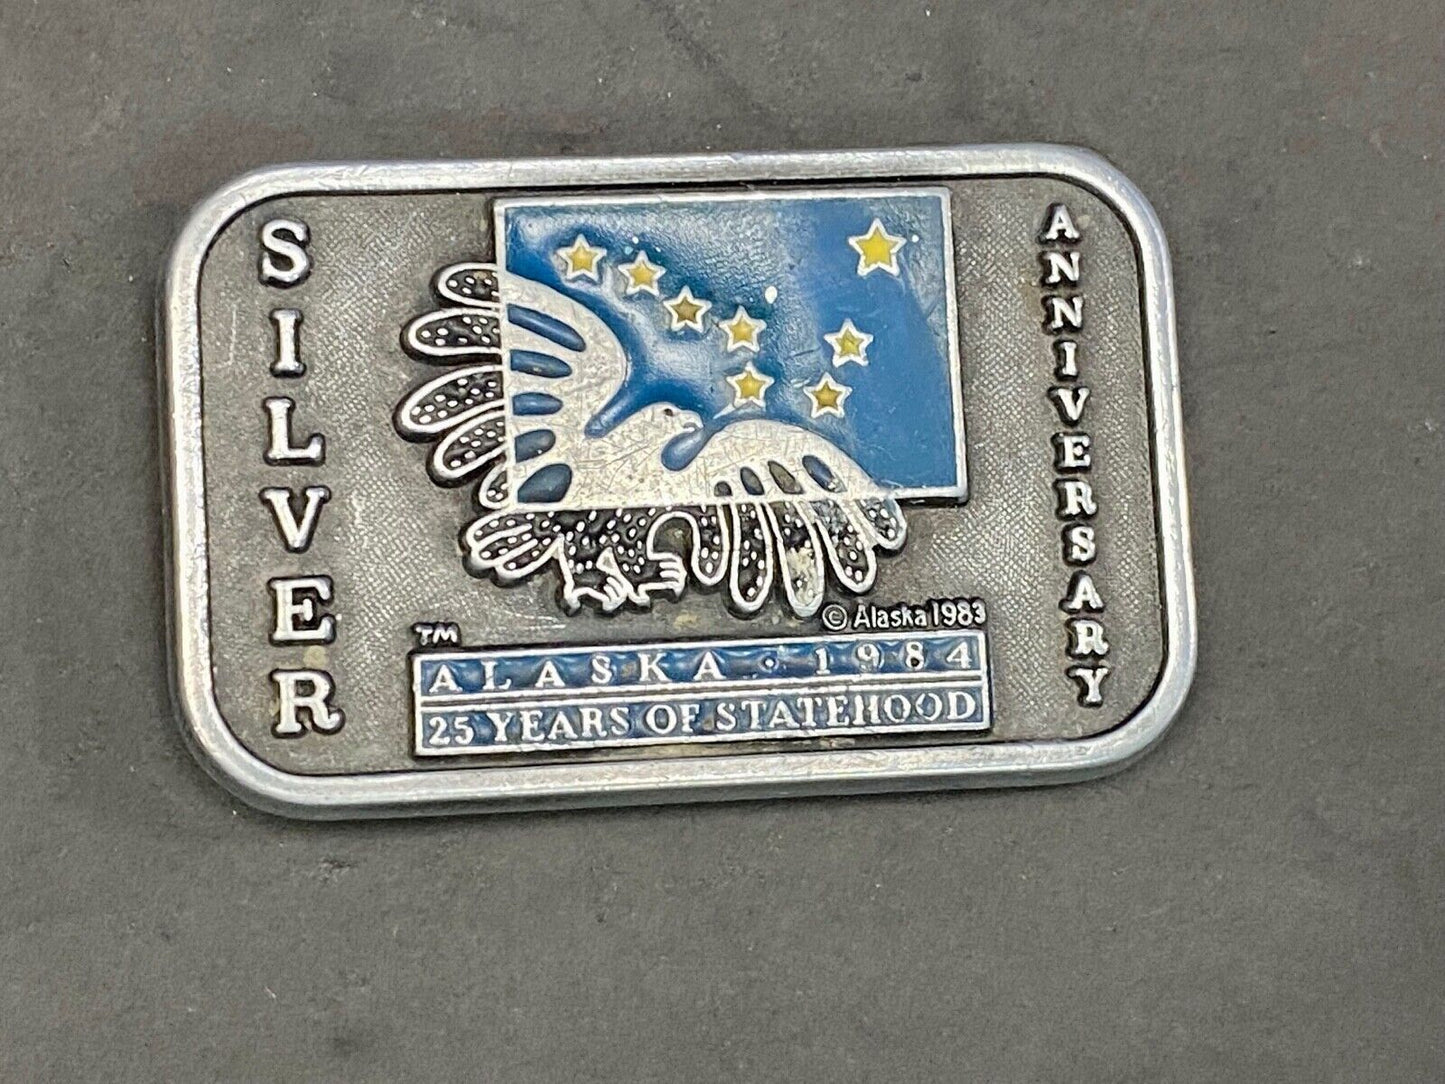 SILVER
ANNIVERSARY
© Alaska 1983
TM
ALASKA · 1984
25 YEARS OF STATEHOOD